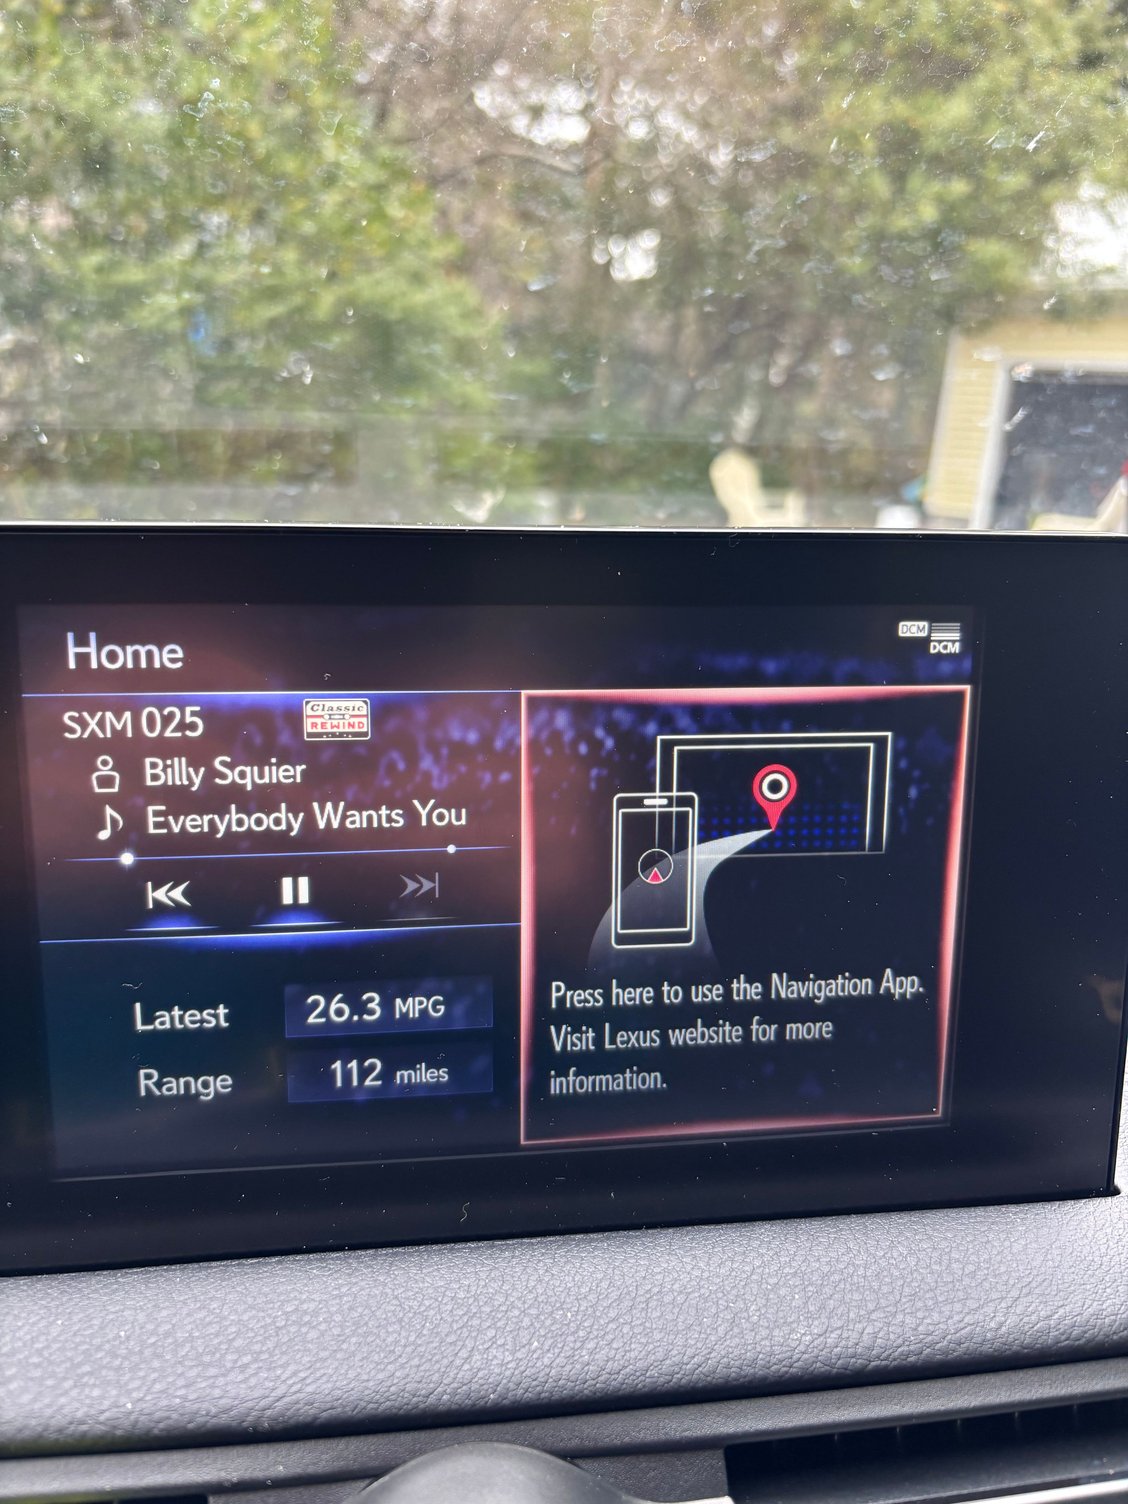 Home
DCM
DCM
SXM 025
Classic
REWIND
Billy Squier
Everybody Wants You
Latest
26.3 MPG
Range
112 miles
Press here to use the Navigation App.
Visit Lexus website for more
information.